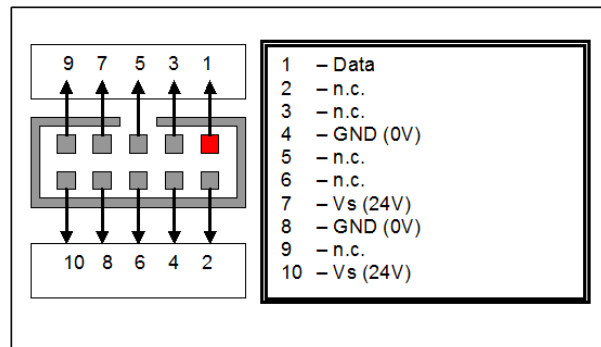 9 7 5 3 1
10 8 6 4 2
1 – Data
2 – n.c.
3 – n.c.
4 – GND (0V)
5 – n.c.
6 – n.c.
7 – Vs (24V)
8 – GND (0V)
9 – n.c.
10 – Vs (24V)